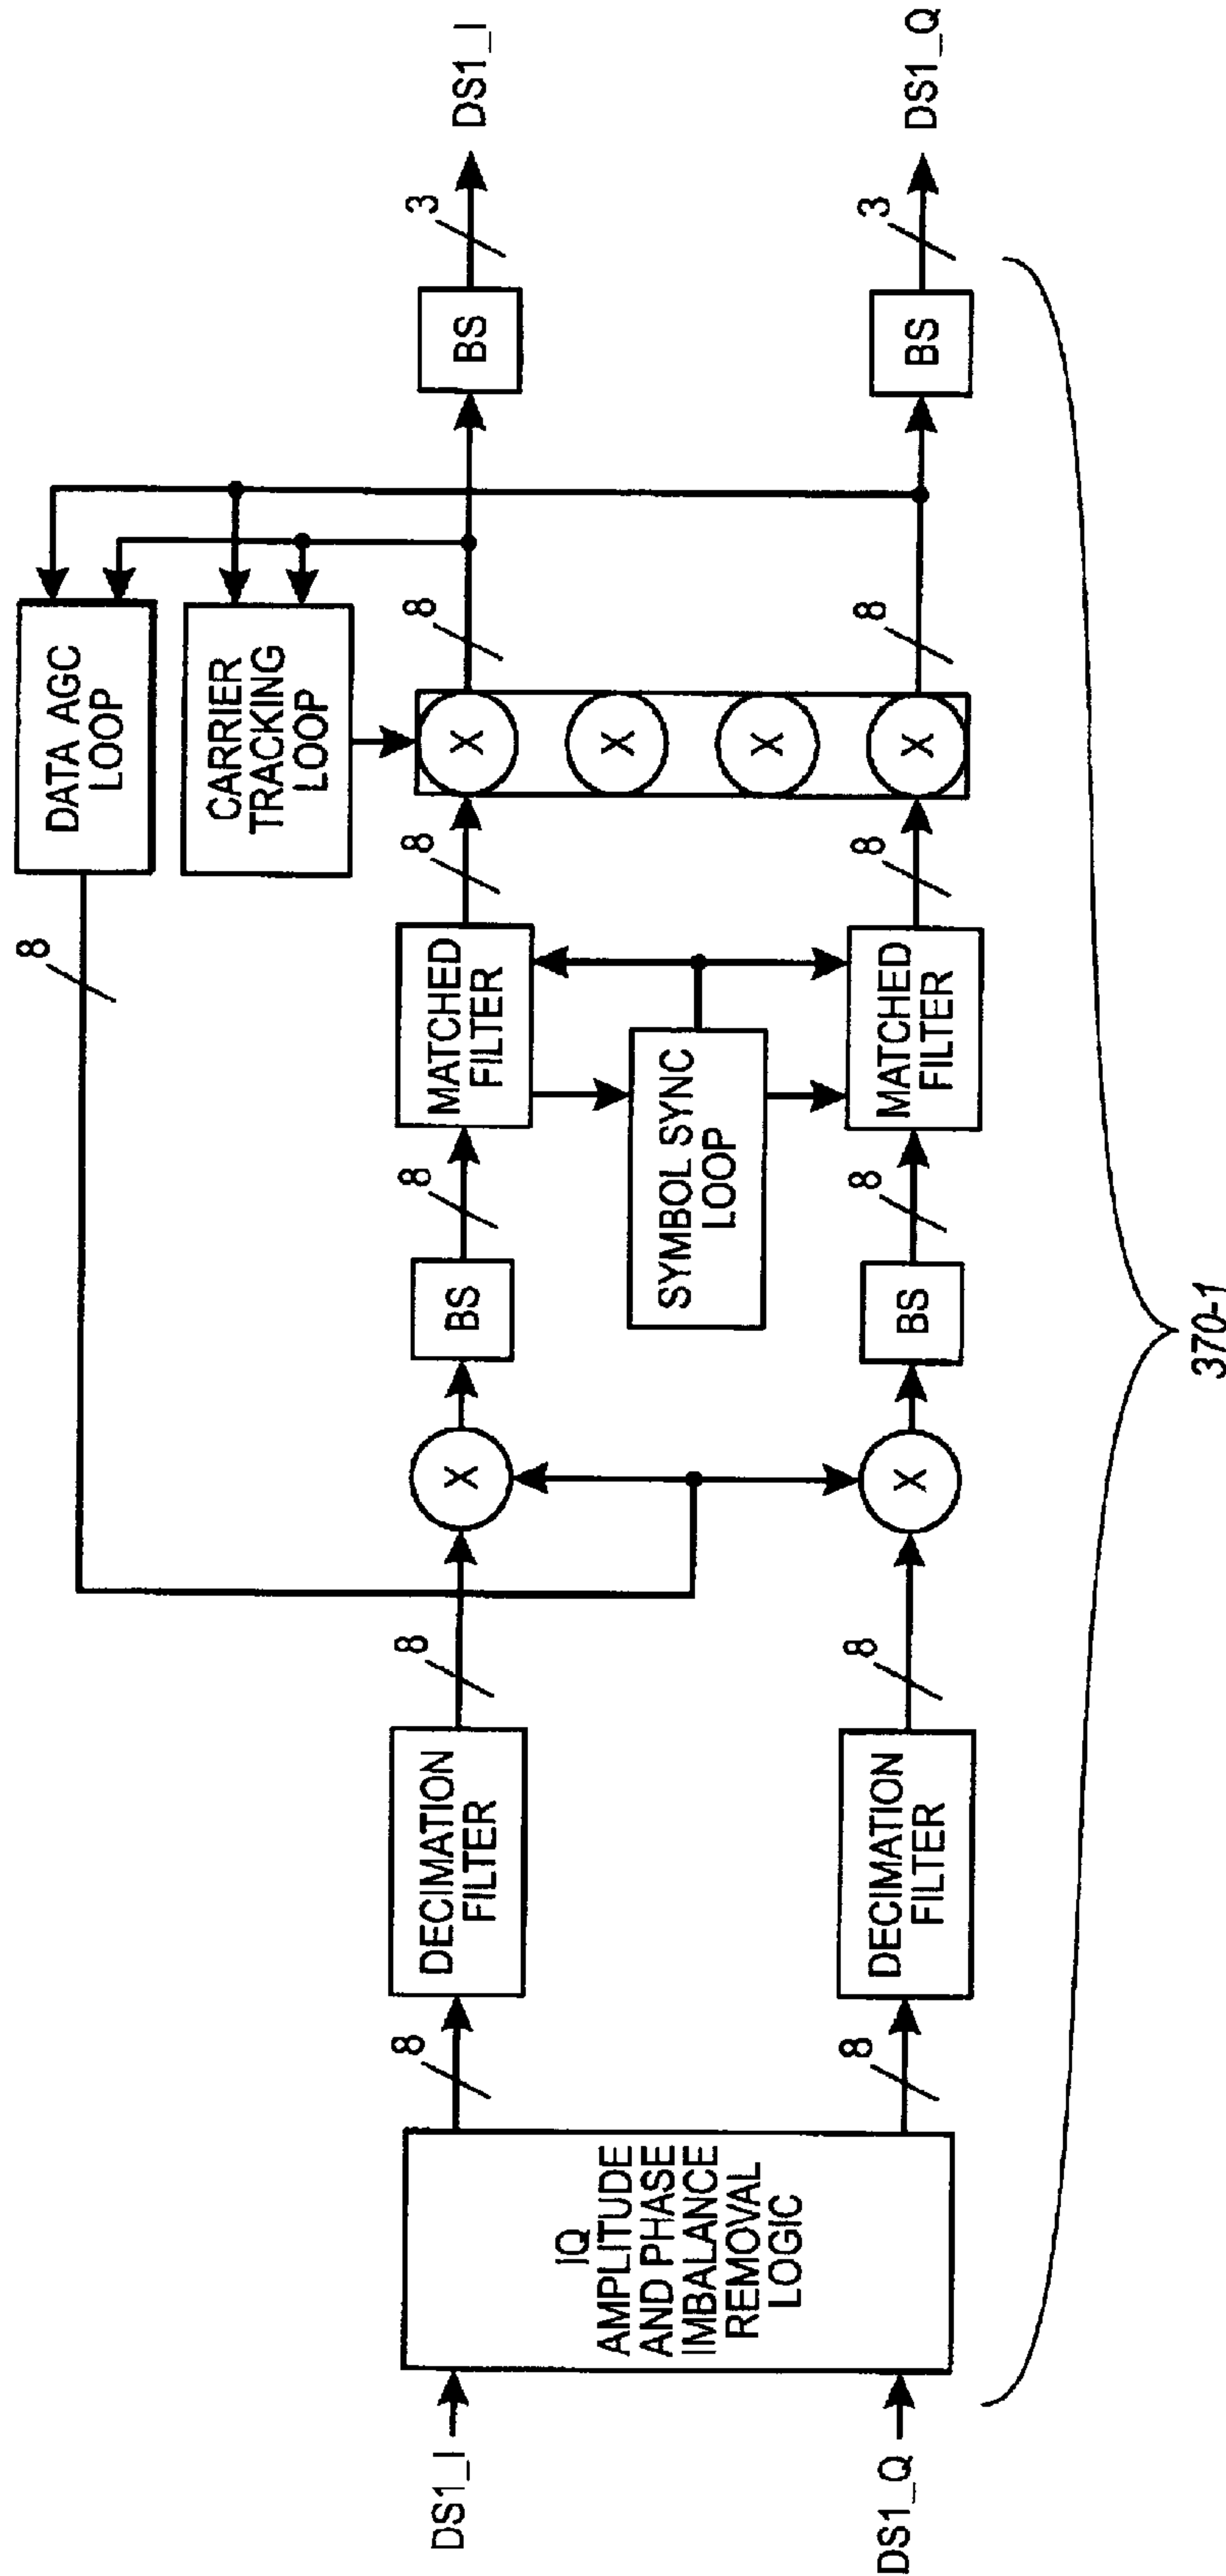 DS1_I
DS1_Q
IQ
AMPLITUDE
AND PHASE
IMBALANCE
REMOVAL
LOGIC
8
8
DECIMATION
FILTER
DECIMATION
FILTER
8
8
X
X
BS
BS
8
8
MATCHED
FILTER
SYMBOL SYNC
LOOP
MATCHED
FILTER
8
8
8
DATA AGC
LOOP
CARRIER
TRACKING
LOOP
X
X
X
X
8
8
BS
BS
3
3
DS1_I
DS1_Q
370-1